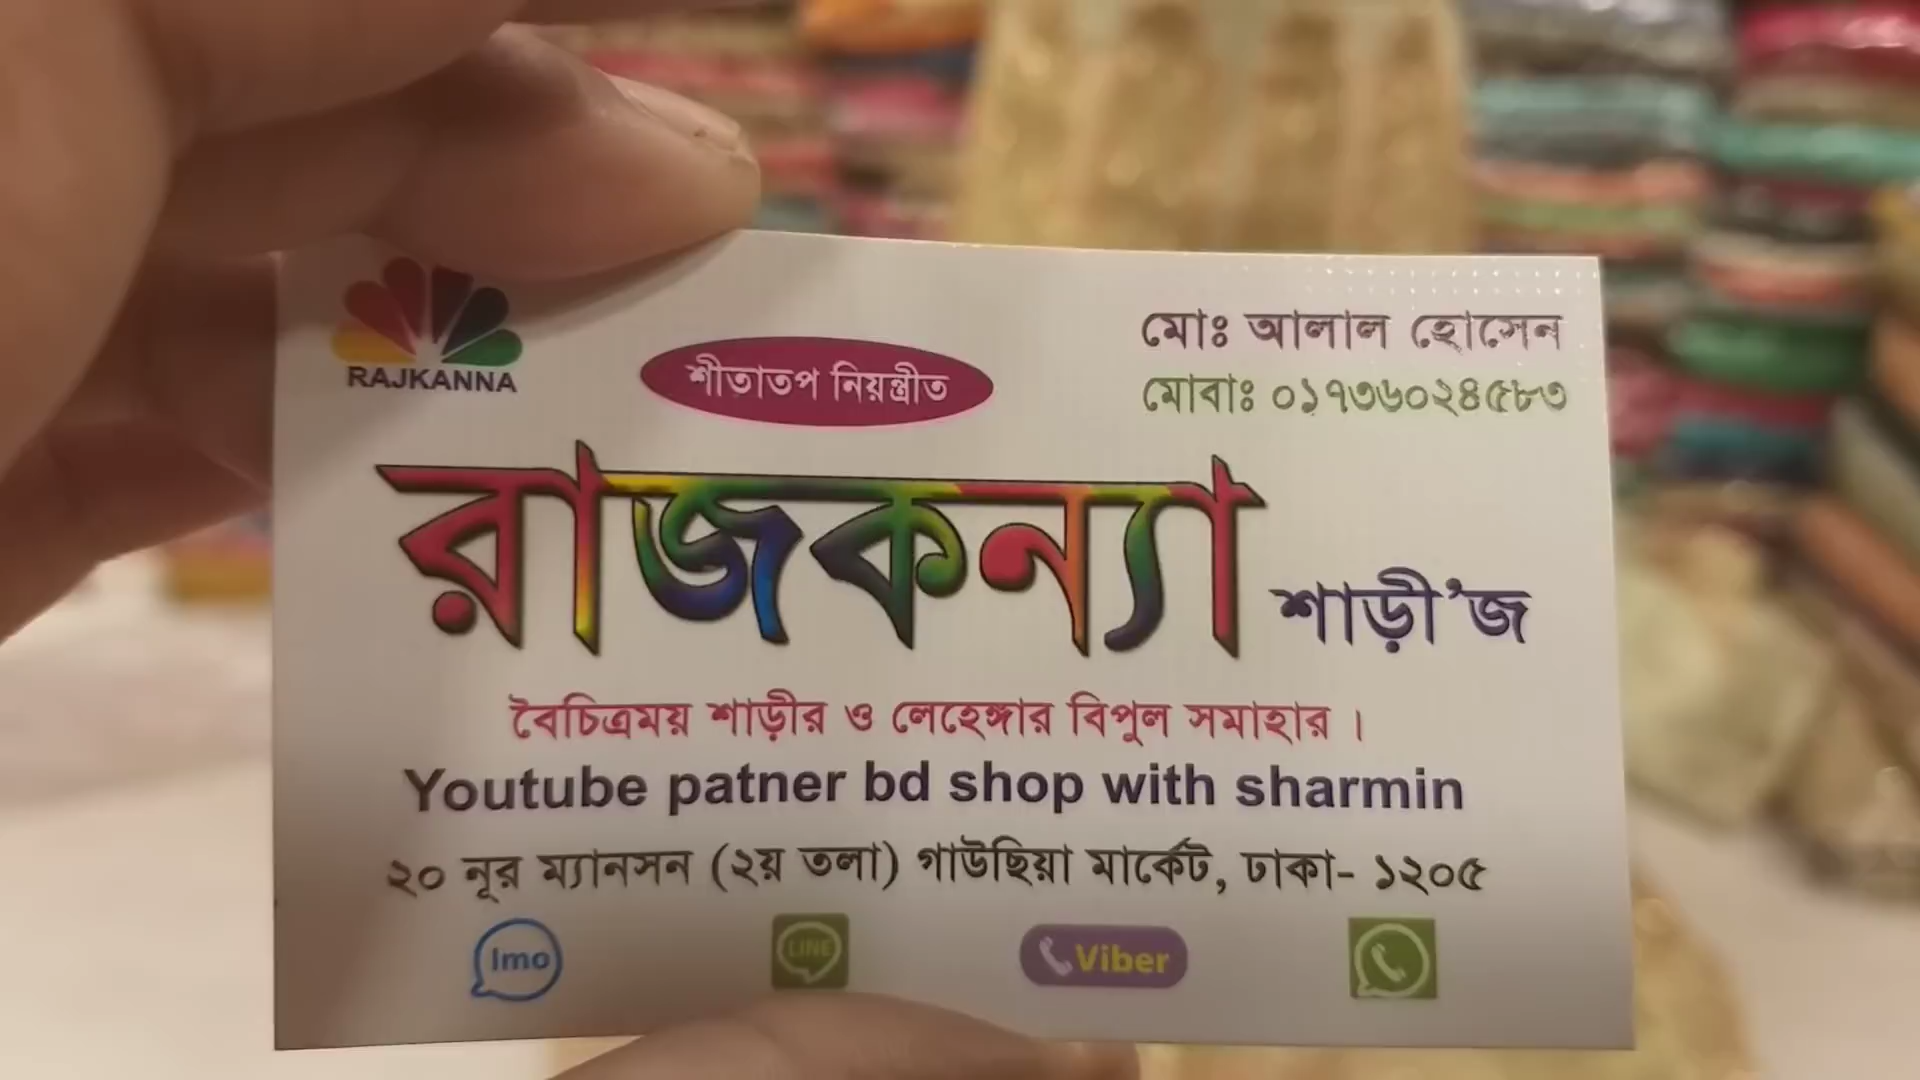 RAJKANNA
শীতাতপ নিয়ন্ত্রীত
মোঃ আলাল হোসেন
মোবাঃ ০১৭৩৬০২৪৫৮৩
রাজকন্যা শাড়ী’জ
বৈচিত্রময় শাড়ীর ও লেহেঙ্গার বিপুল সমাহার ।
Youtube patner bd shop with sharmin
২০ নূর ম্যানসন (২য় তলা) গাউছিয়া মার্কেট, ঢাকা- ১২০৫
Imo LINE Viber